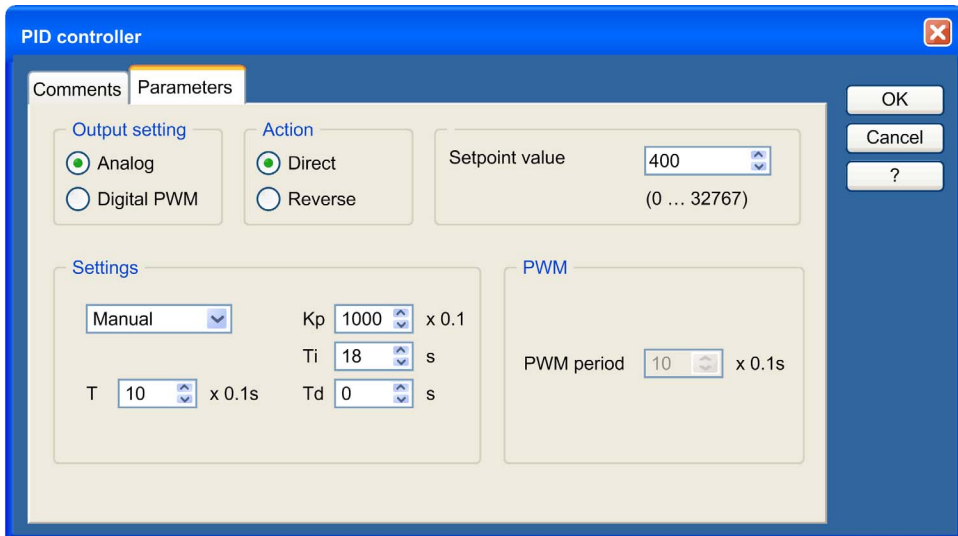 PID controller
Comments
Parameters
OK
Cancel
?
Output setting
Analog
Digital PWM
Action
Direct
Reverse
Setpoint value 400
(0 … 32767)
Settings
Manual
Kp 1000 x 0.1
Ti 18 s
T 10 x 0.1s
Td 0 s
PWM
PWM period 10 x 0.1s